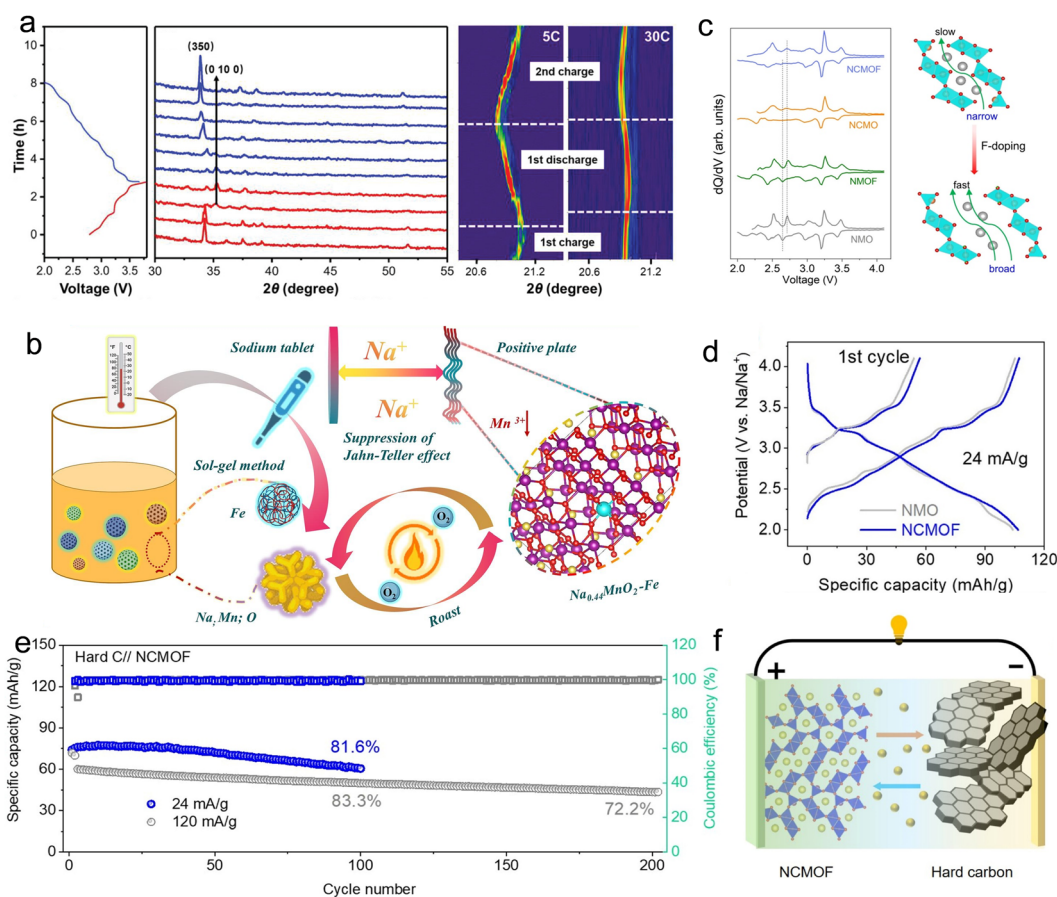 a
10
8
6
4
2
0
Time (h)
2.0 2.5 3.0 3.5
Voltage (V)
(350)
(0 10 0)
30 35 40 45 50 55
2θ (degree)
5C 30C
2nd charge
1st discharge
1st charge
20.6 21.2 20.6 21.2
2θ (degree)
c
dQ/dV (arb. units)
NCMOF
NCMO
NMOF
NMO
2.0 2.5 3.0 3.5 4.0
Voltage (V)
slow
narrow
F-doping
fast
broad
b
°F °C
Sodium tablet
Na⁺
Na⁺
Positive plate
Mn ³⁺
Suppression of
Jahn-Teller effect
Sol-gel method
Fe
O₂
O₂
Na; Mn; O
Roast
Na₀.₄₄MnO₂-Fe
d
1st cycle
24 mA/g
NMO
NCMOF
Potential (V vs. Na/Na⁺)
4.0
3.5
3.0
2.5
2.0
0 30 60 90 120
Specific capacity (mAh/g)
e
Hard C// NCMOF
Specific capacity (mAh/g)
150
120
90
60
30
0
81.6%
83.3%
72.2%
24 mA/g
120 mA/g
0 50 100 150 200
Cycle number
120
100
80
60
40
20
0
Coulombic efficiency (%)
f
+
−
NCMOF
Hard carbon